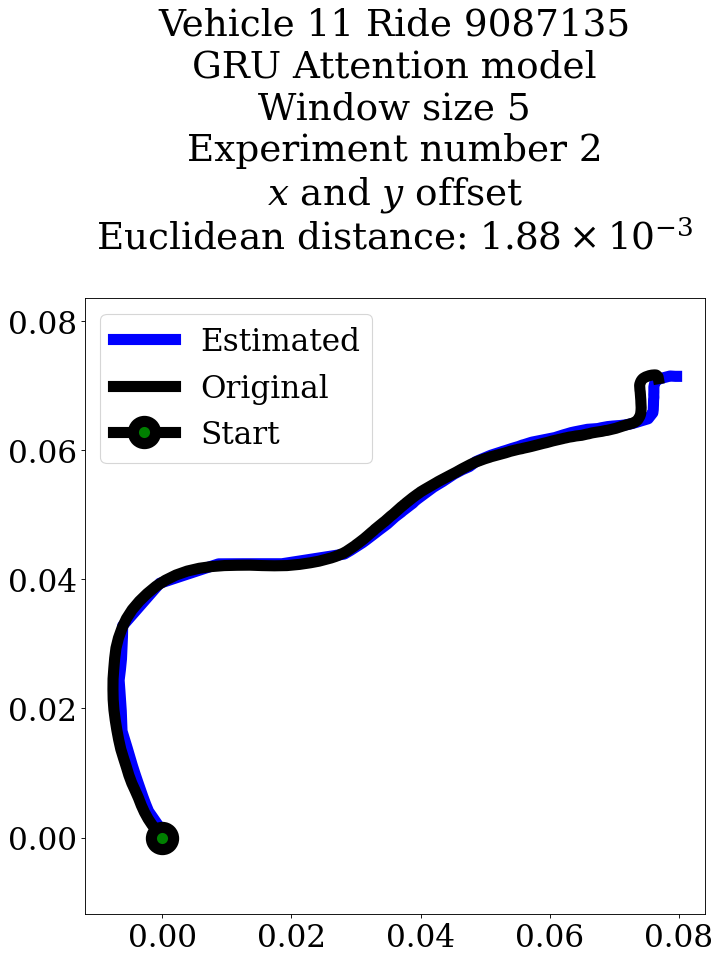 Vehicle 11 Ride 9087135
GRU Attention model
Window size 5
Experiment number 2
x and y offset
Euclidean distance: 1.88 × 10⁻³
0.08
0.06
0.04
0.02
0.00
Estimated
Original
Start
0.00 0.02 0.04 0.06 0.08